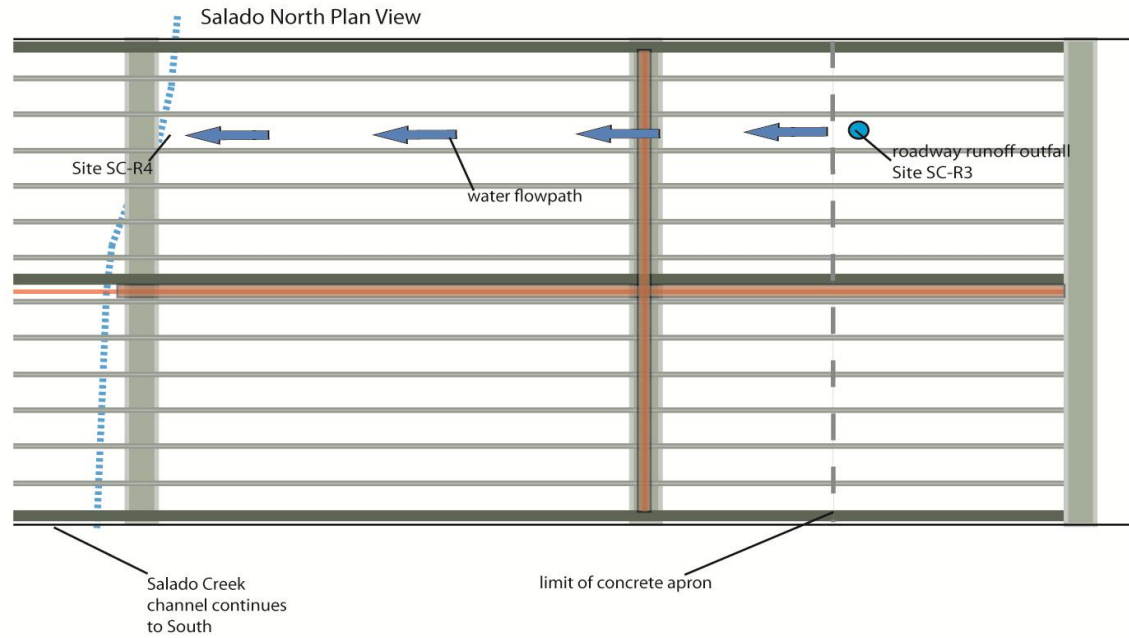 Salado North Plan View
Site SC-R4
water flowpath
roadway runoff outfall
Site SC-R3
limit of concrete apron
Salado Creek
channel continues
to South